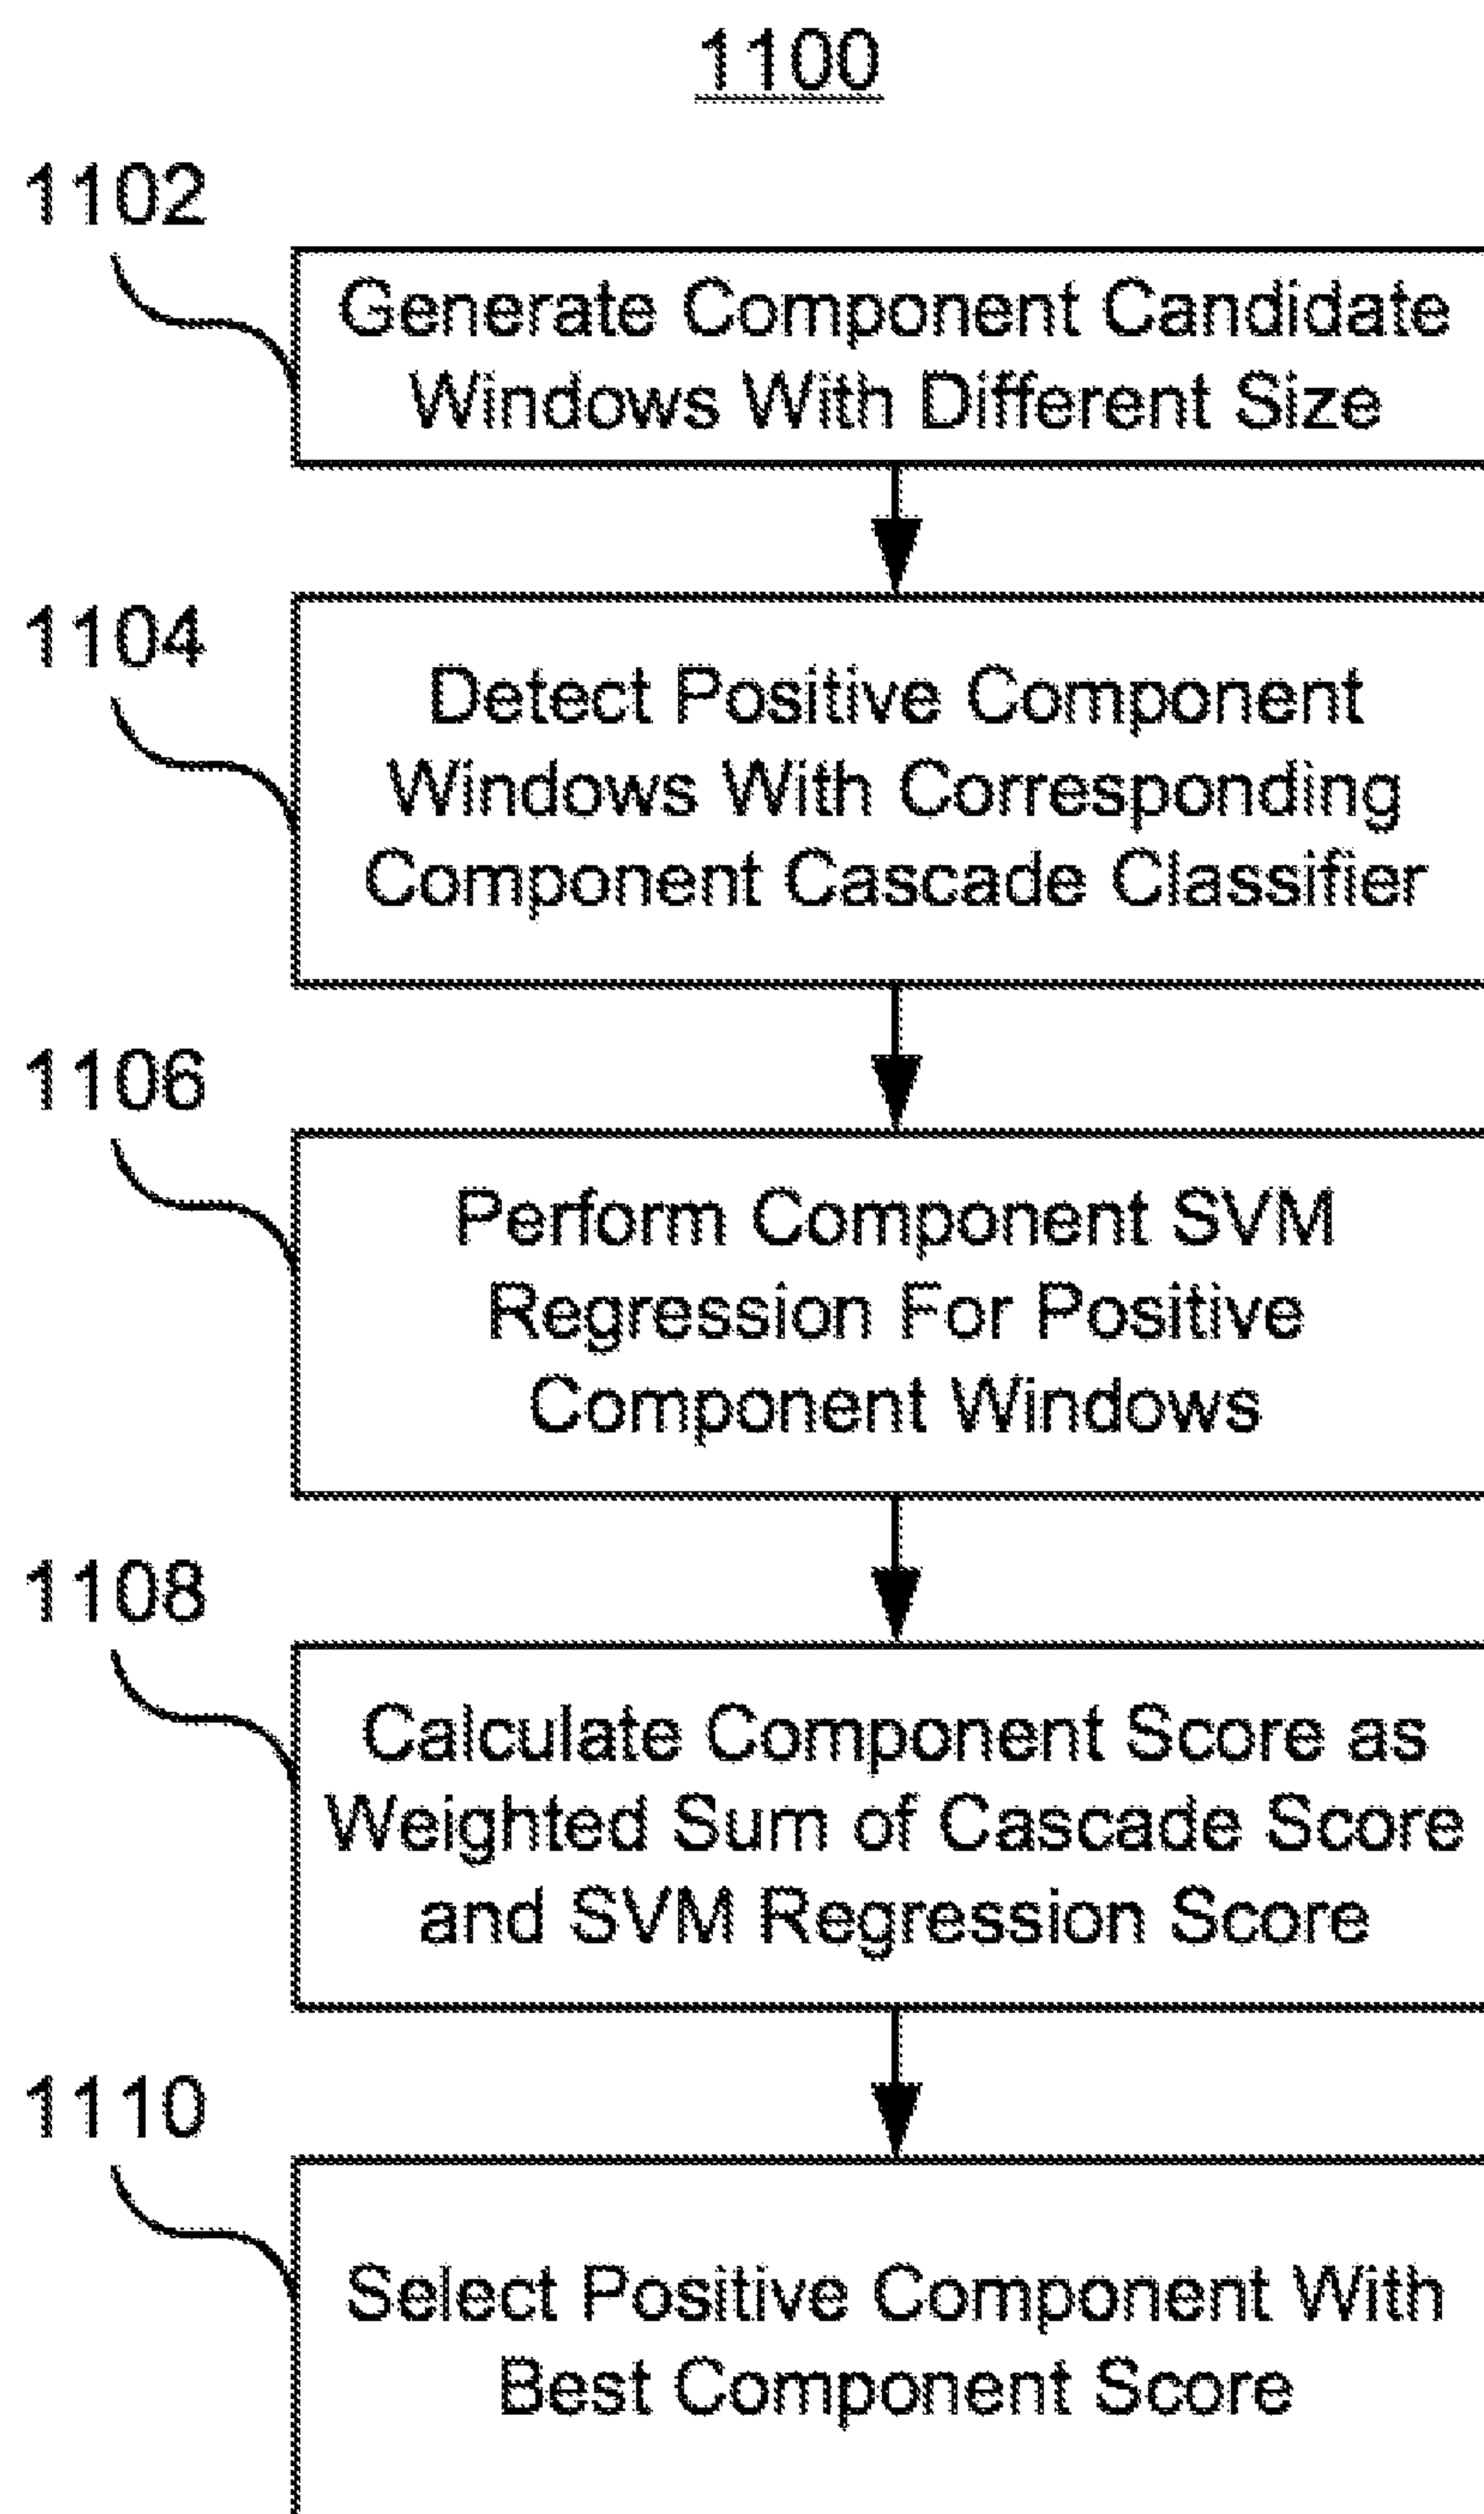 1100
1102
Generate Component Candidate
Windows With Different Size
1104
Detect Positive Component
Windows With Corresponding
Component Cascade Classifier
1106
Perform Component SVM
Regression For Positive
Component Windows
1108
Calculate Component Score as
Weighted Sum of Cascade Score
and SVM Regression Score
1110
Select Positive Component With
Best Component Score